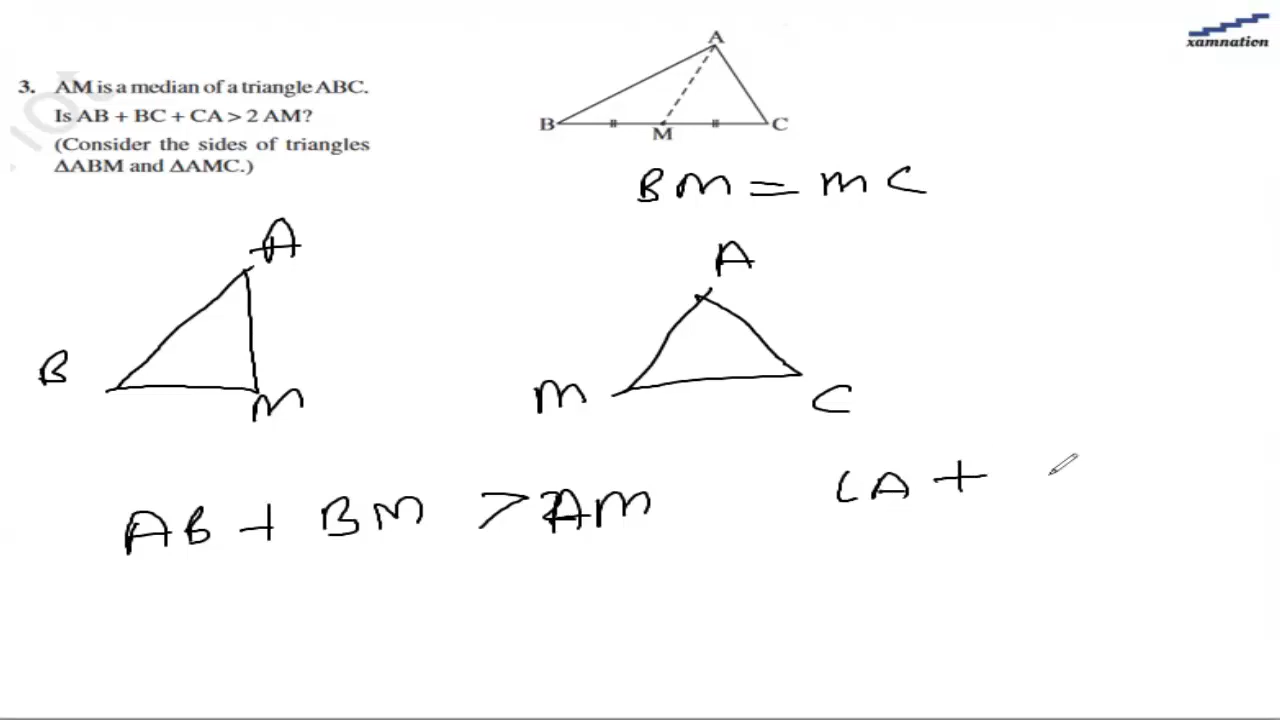 xamnation
3. AM is a median of a triangle ABC.
Is AB + BC + CA > 2 AM?
(Consider the sides of triangles
ΔABM and ΔAMC.)
A
B
M
C
BM = MC
A
B
M
A
M
C
AB + BM > AM
CA +